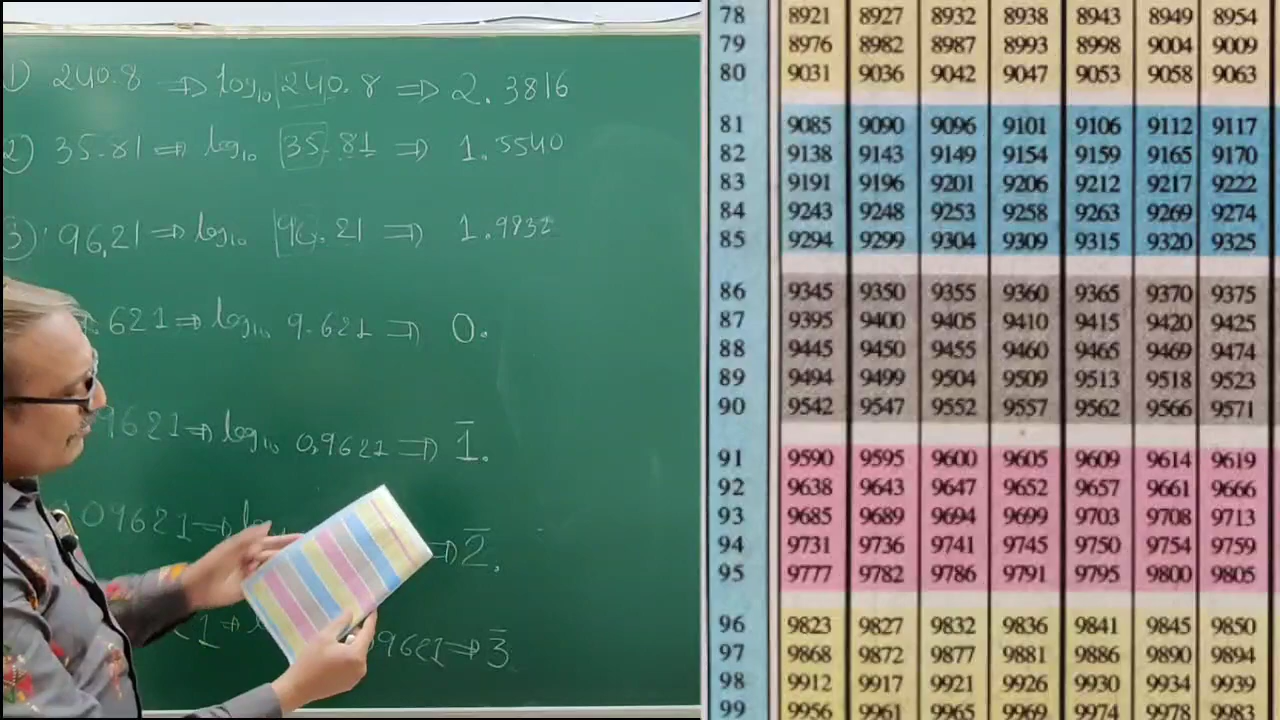 1) 240.8 ⇒ log₁₀ 240.8 ⇒ 2.3816
2) 35.81 ⇒ log₁₀ 35.81 ⇒ 1.5540
3) 96,21 ⇒ log₁₀ 96.21 ⇒ 1.9832
.621 ⇒ log₁₀ 9.621 ⇒ 0.
9621 ⇒ log₁₀ 0,9621 ⇒ 1̅.
09621 ⇒ ⇒ 2̅.
1 ⇒ 09621 ⇒ 3̅
78 8921 8927 8932 8938 8943 8949 8954
79 8976 8982 8987 8993 8998 9004 9009
80 9031 9036 9042 9047 9053 9058 9063
81 9085 9090 9096 9101 9106 9112 9117
82 9138 9143 9149 9154 9159 9165 9170
83 9191 9196 9201 9206 9212 9217 9222
84 9243 9248 9253 9258 9263 9269 9274
85 9294 9299 9304 9309 9315 9320 9325
86 9345 9350 9355 9360 9365 9370 9375
87 9395 9400 9405 9410 9415 9420 9425
88 9445 9450 9455 9460 9465 9469 9474
89 9494 9499 9504 9509 9513 9518 9523
90 9542 9547 9552 9557 9562 9566 9571
91 9590 9595 9600 9605 9609 9614 9619
92 9638 9643 9647 9652 9657 9661 9666
93 9685 9689 9694 9699 9703 9708 9713
94 9731 9736 9741 9745 9750 9754 9759
95 9777 9782 9786 9791 9795 9800 9805
96 9823 9827 9832 9836 9841 9845 9850
97 9868 9872 9877 9881 9886 9890 9894
98 9912 9917 9921 9926 9930 9934 9939
99 9956 9961 9965 9969 9974 9978 9983